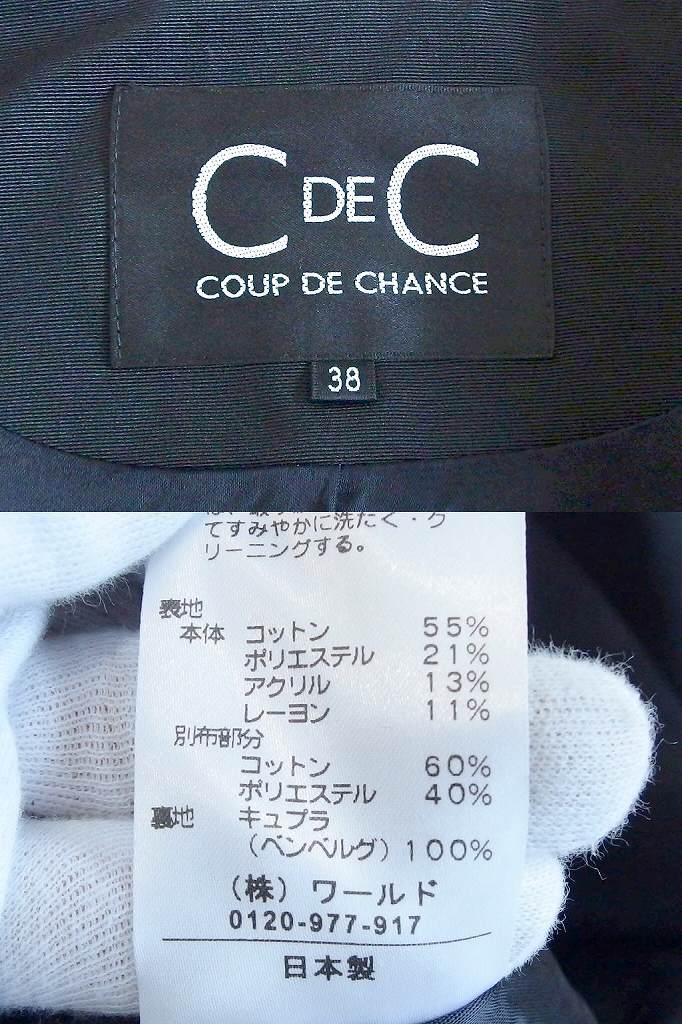 C DE C
COUP DE CHANCE
38
てすみやかに洗たく・ク
リーニングする。
表地
本体 コットン 55%
ポリエステル 21%
アクリル 13%
レーヨン 11%
別布部分
コットン 60%
ポリエステル 40%
裏地 キュプラ
(ベンベルグ) 100%
(株) ワールド
0120-977-917
日本製